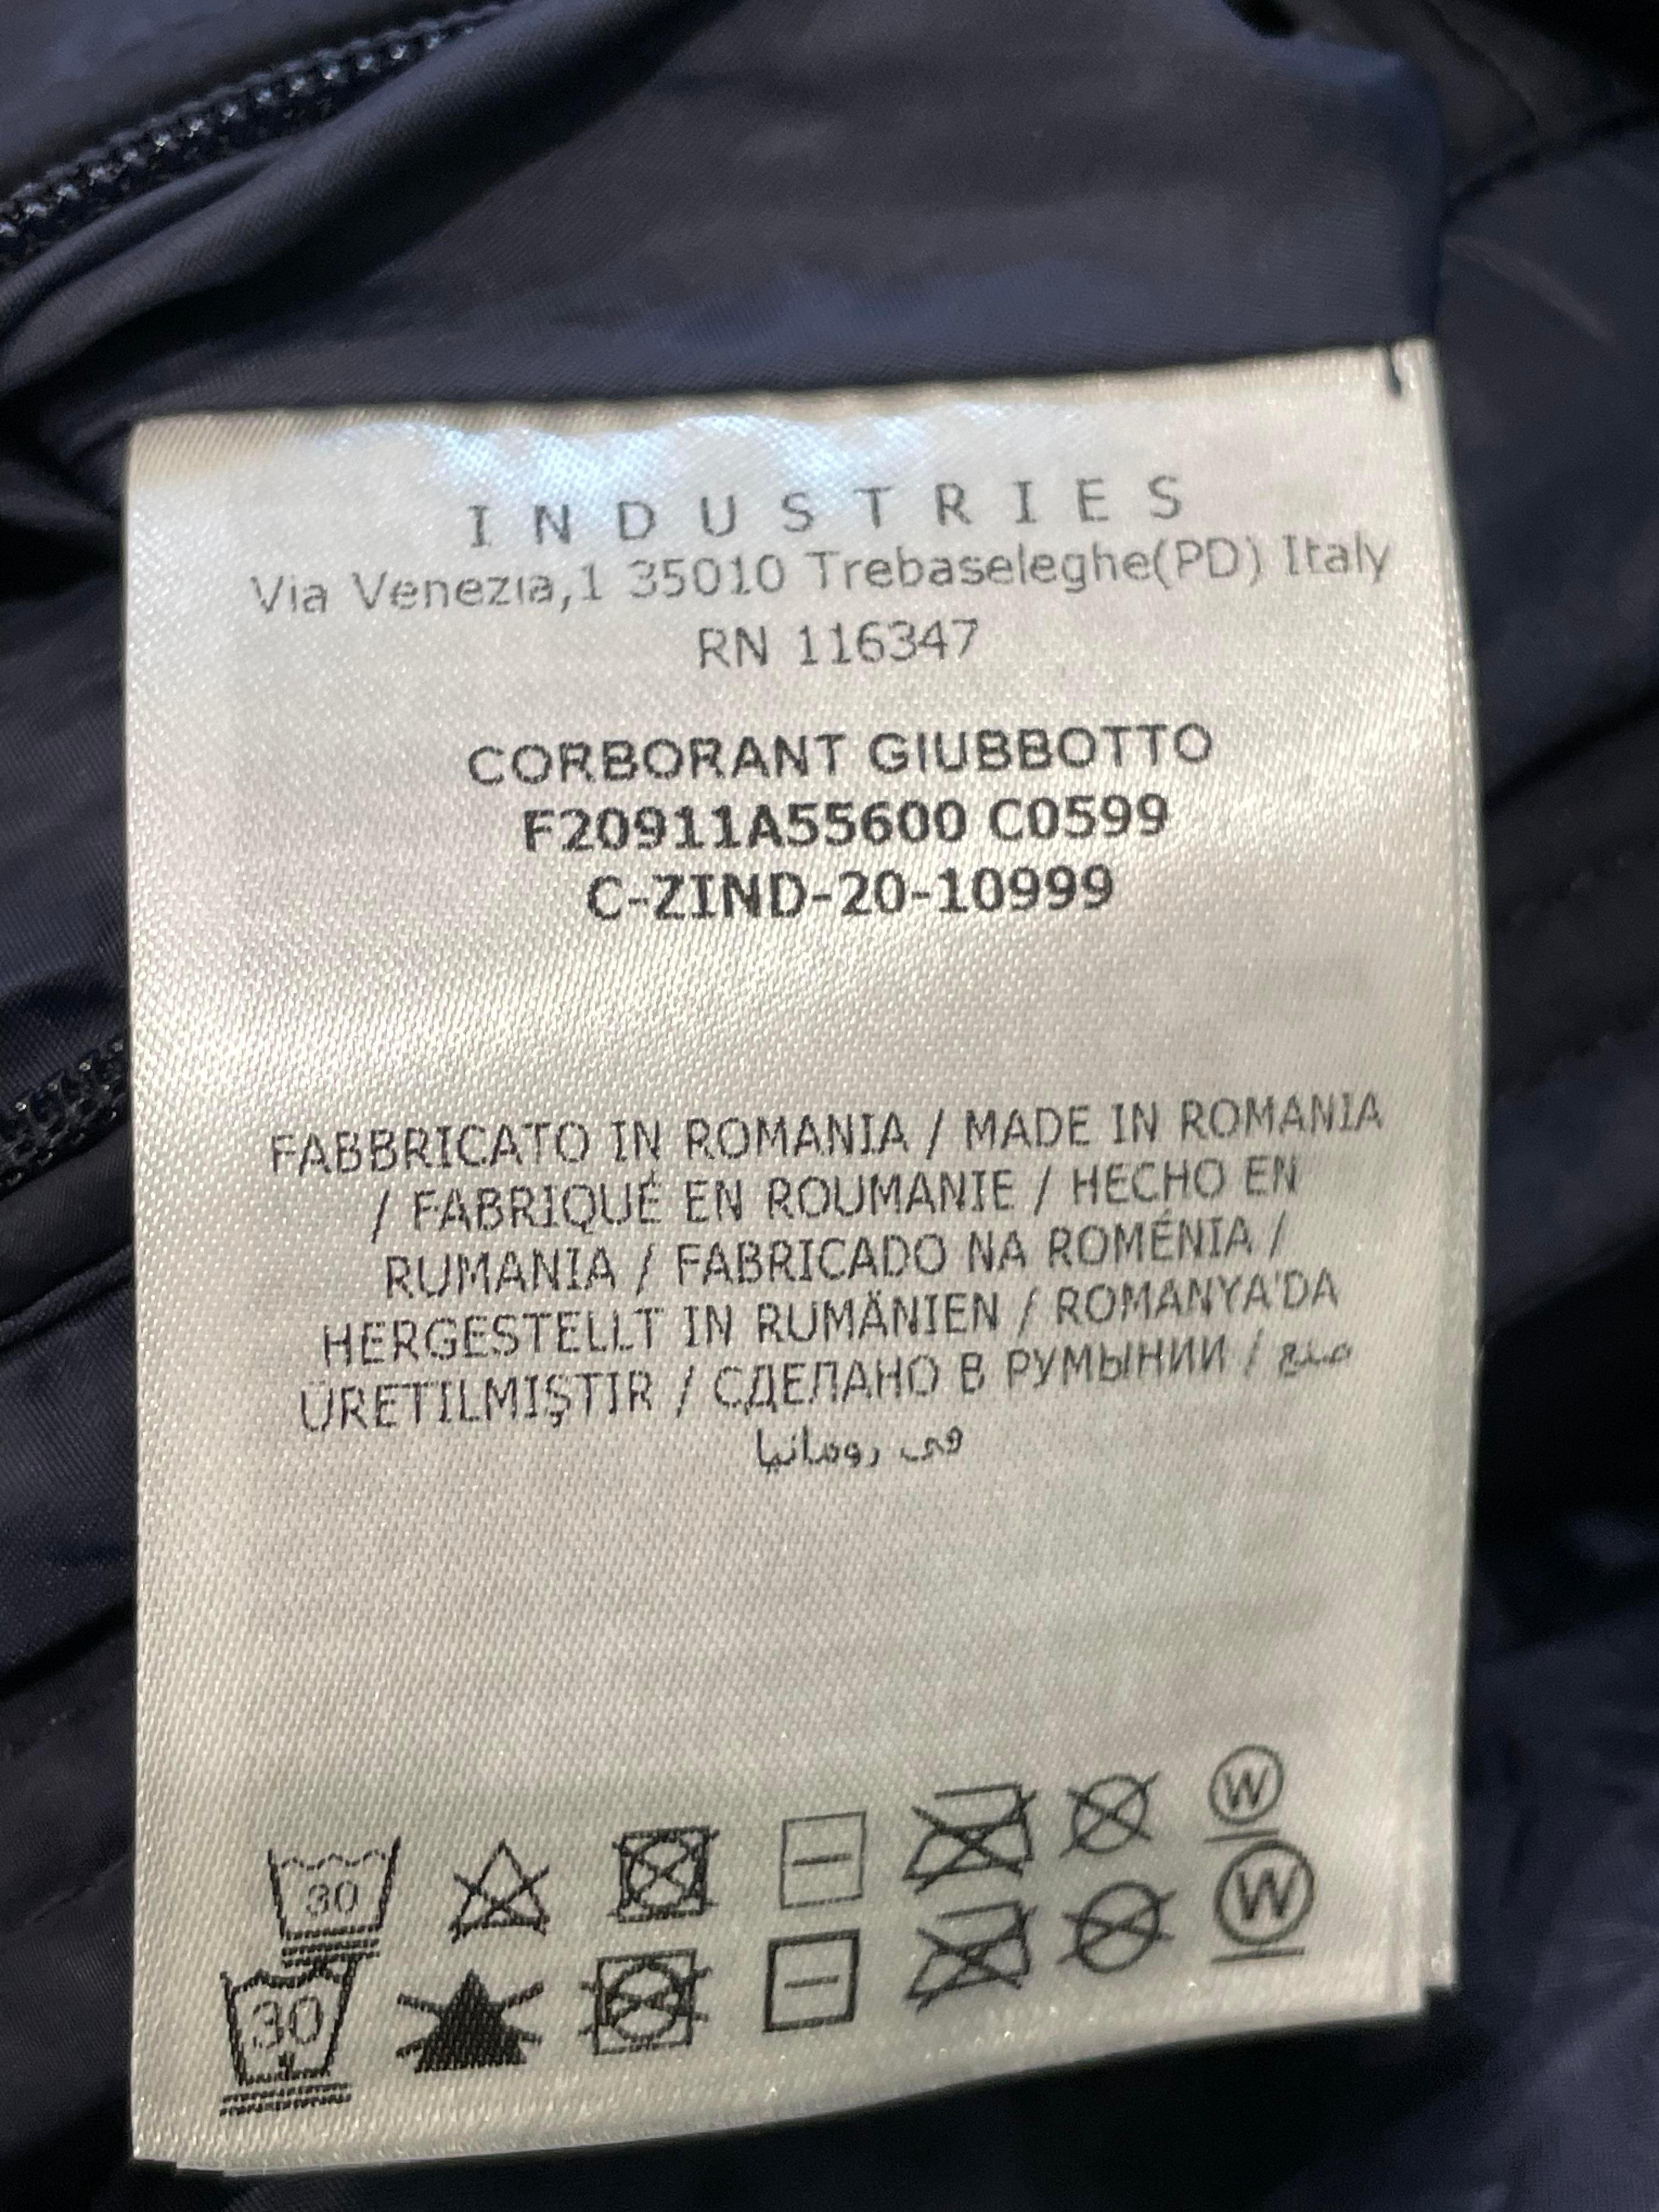 INDUSTRIES
Via Venezia,1 35010 Trebaseleghe(PD) Italy
RN 116347
CORBORANT GIUBBOTTO
F20911A55600 C0599
C-ZIND-20-10999
FABBRICATO IN ROMANIA / MADE IN ROMANIA
/ FABRIQUÉ EN ROUMANIE / HECHO EN
RUMANIA / FABRICADO NA ROMÉNIA /
HERGESTELLT IN RUMÄNIEN / ROMANYA'DA
ÜRETILMIŞTIR / СДЕЛАНО В РУМЫНИИ / صنع
في رومانيا
30 W
30 W